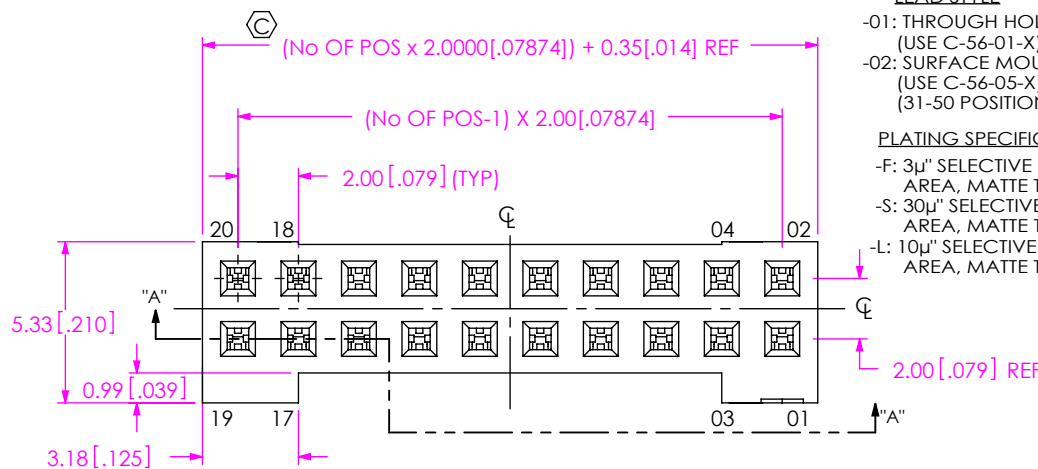 LEAD STYLE
-01: THROUGH HOL
(USE C-56-01-X)
-02: SURFACE MOU
(USE C-56-05-X)
(31-50 POSITION
PLATING SPECIFIC
-F: 3µ" SELECTIVE
AREA, MATTE T
-S: 30µ" SELECTIVE
AREA, MATTE T
-L: 10µ" SELECTIVE
AREA, MATTE T
C
(No OF POS x 2.0000[.07874]) + 0.35[.014] REF
(No OF POS-1) X 2.00[.07874]
2.00[.079] (TYP)
℄
20 18 04 02
"A"
5.33[.210]
℄
0.99[.039]
2.00[.079] REF
19 17 03 01
"A"
3.18[.125]